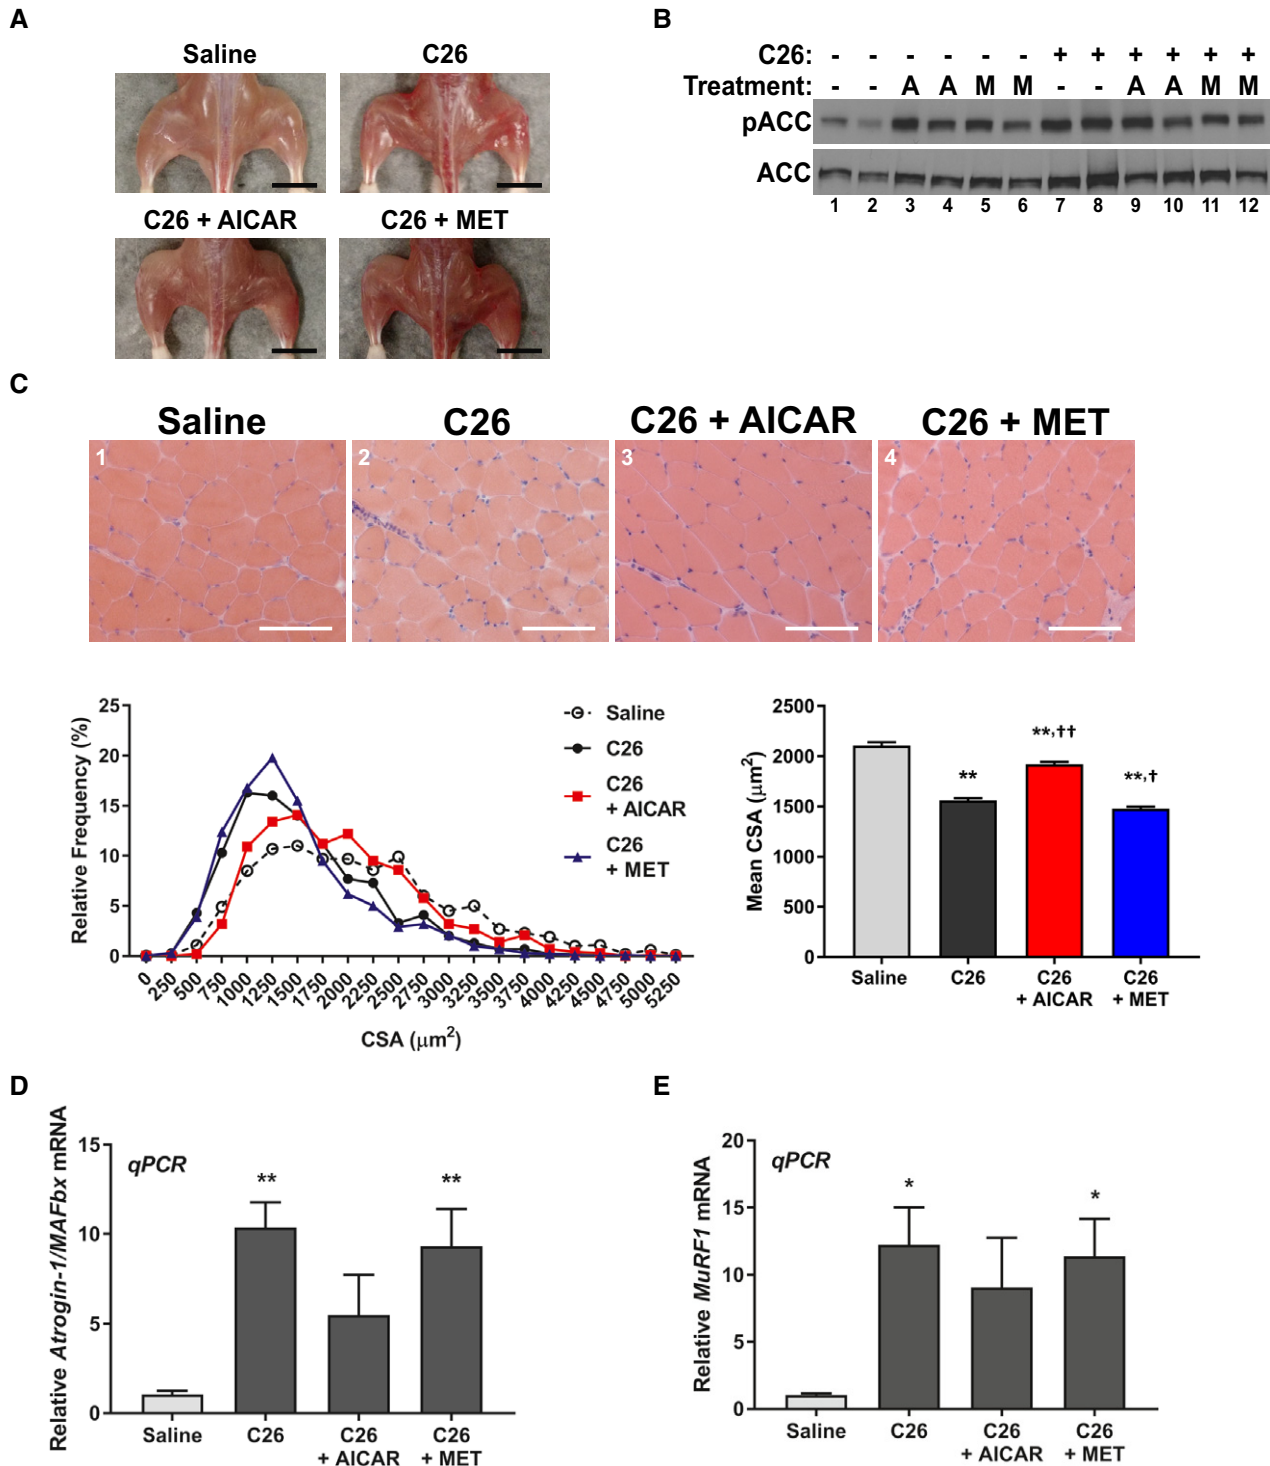 A
Saline C26
C26 + AICAR C26 + MET
B
C26: - - - - - - + + + + + +
Treatment: - - A A M M - - A A M M
pACC
ACC
1 2 3 4 5 6 7 8 9 10 11 12
C
Saline C26 C26 + AICAR C26 + MET
1 2 3 4
Relative Frequency (%)
25
20
15
10
5
0
0 250 500 750 1000 1250 1500 1750 2000 2250 2500 2750 3000 3250 3500 3750 4000 4250 4500 4750 5000 5250
CSA (μm²)
Saline
C26
C26
+ AICAR
C26
+ MET
Mean CSA (μm²)
2500
2000
1500
1000
500
0
**
**,††
**,†
Saline C26 C26 C26
+ AICAR + MET
D
Relative Atrogin-1/MAFbx mRNA
qPCR
15
10
5
0
** **
Saline C26 C26 C26
+ AICAR + MET
E
Relative MuRF1 mRNA
qPCR
20
15
10
5
0
* *
Saline C26 C26 C26
+ AICAR + MET